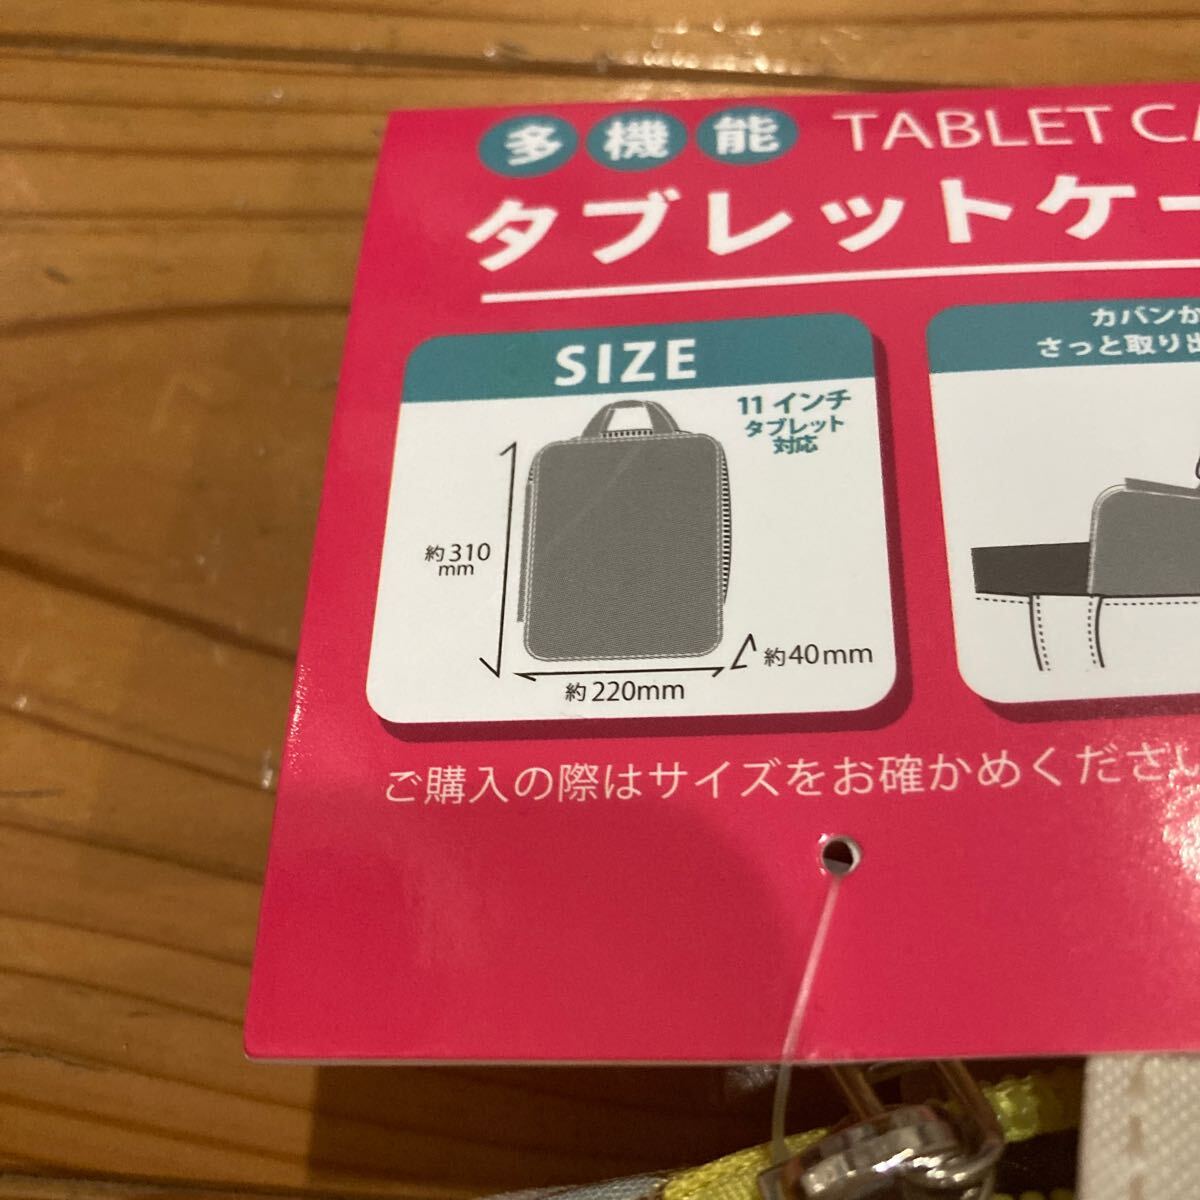 多機能 TABLET CA
タブレットケー
SIZE
11 インチ
タブレット
対応
約310
mm
約220mm
約40mm
カバンか
さっと取り出
ご購入の際はサイズをお確かめください